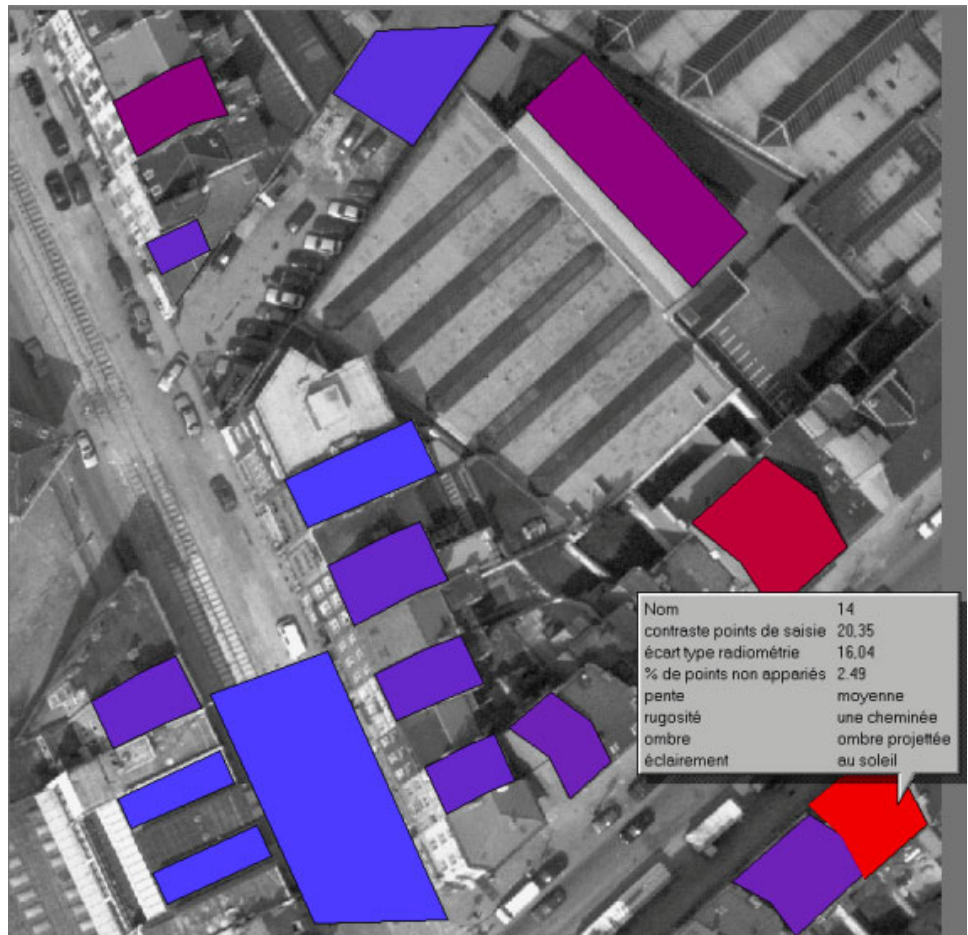 Nom 14
contraste points de saisie 20,35
écart type radiométrie 16,04
% de points non appariés 2.49
pente moyenne
rugosité une cheminée
ombre ombre projettée
éclairement au soleil